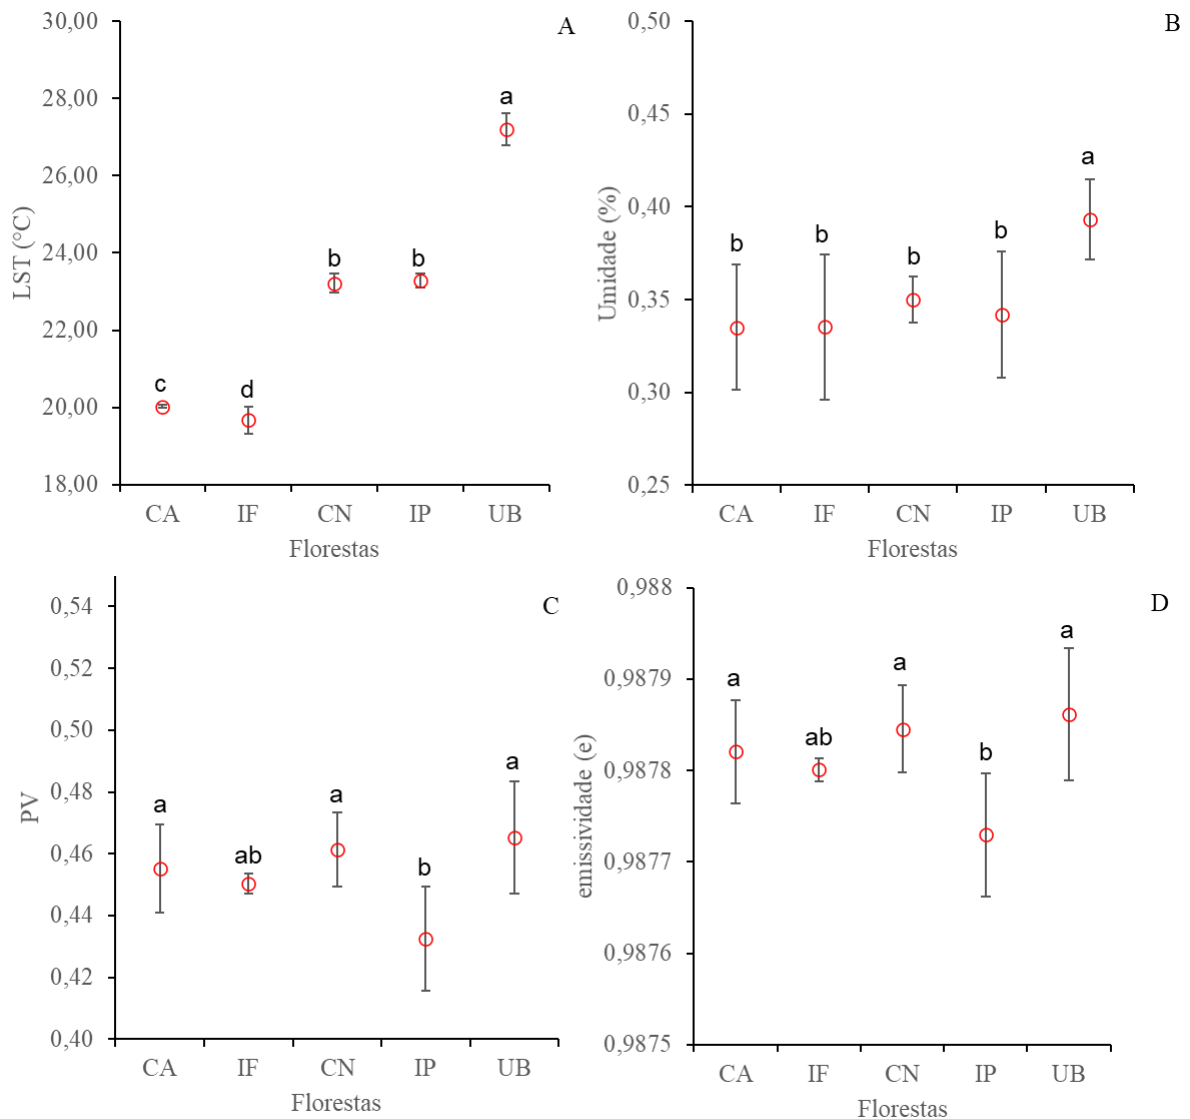 A
30,00
28,00
26,00
24,00
22,00
20,00
18,00
LST (°C)
c
d
b
b
a
CA IF CN IP UB
Florestas
B
0,50
0,45
0,40
0,35
0,30
0,25
Umidade (%)
b
b
b
b
a
CA IF CN IP UB
Florestas
C
0,54
0,52
0,50
0,48
0,46
0,44
0,42
0,40
PV
a
ab
a
b
a
CA IF CN IP UB
Florestas
D
0,988
0,9879
0,9878
0,9877
0,9876
0,9875
emissividade (e)
a
ab
a
b
a
CA IF CN IP UB
Florestas